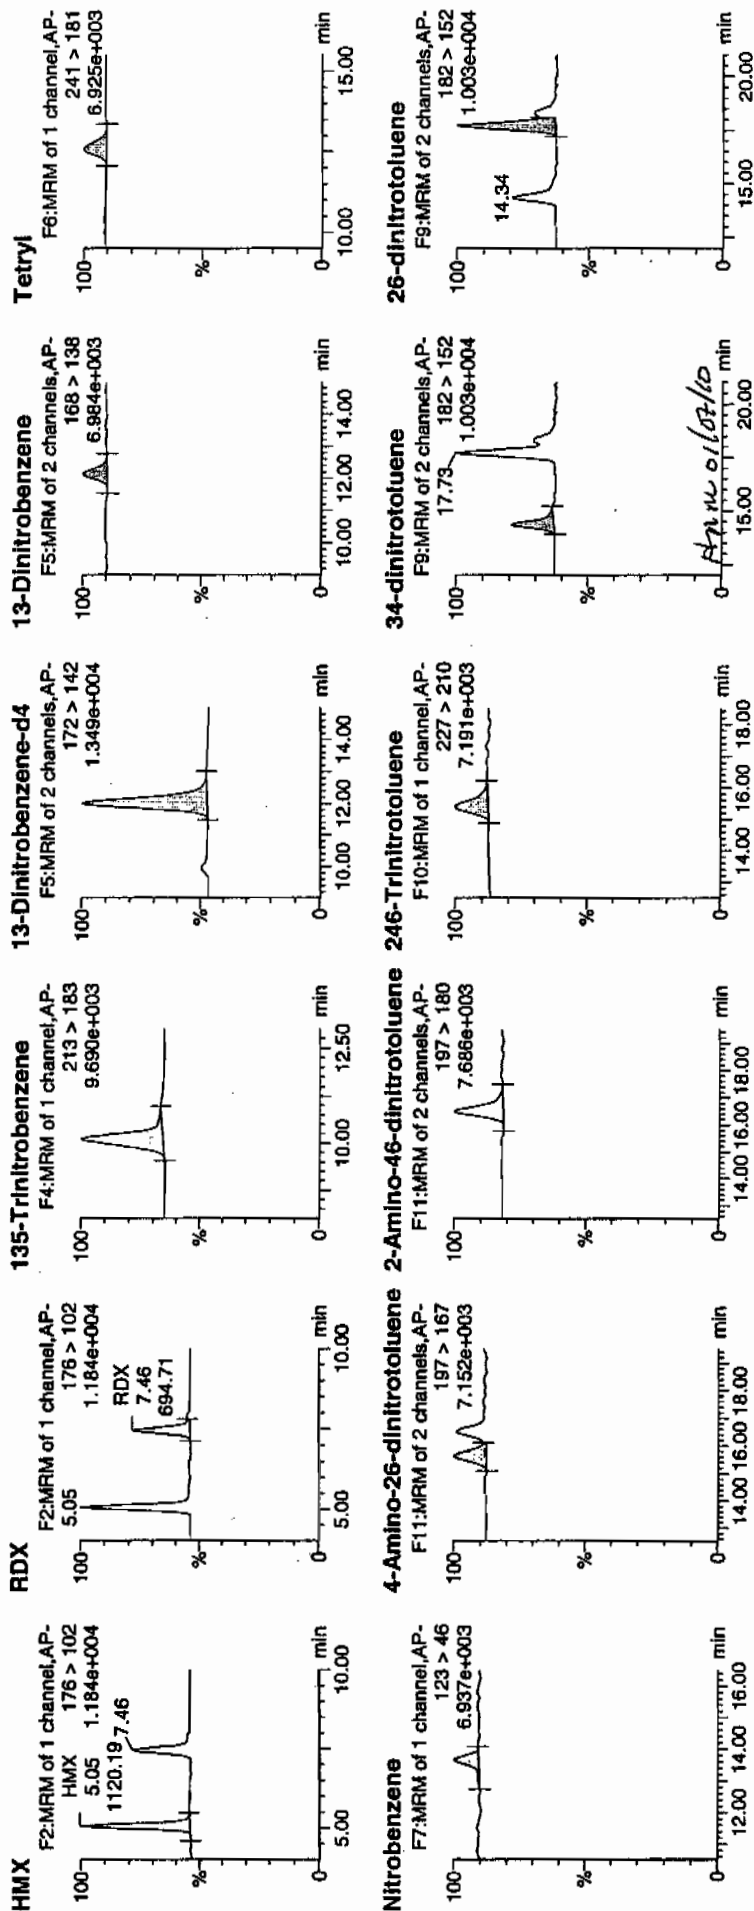 HMX
F2:MRM of 1 channel,AP-
HMX 176 > 102
5.05 1.184e+004
1120.19 7.46
100
%
0
5.00 10.00 min
RDX
F2:MRM of 1 channel,AP-
5.05 176 > 102
1.184e+004
RDX
7.46
694.71
100
%
0
5.00 10.00 min
135-Trinitrobenzene
F4:MRM of 1 channel,AP-
213 > 183
9.690e+003
100
%
0
10.00 12.50 min
13-Dinitrobenzene-d4
F5:MRM of 2 channels,AP-
172 > 142
1.349e+004
100
%
0
10.00 12.00 14.00 min
13-Dinitrobenzene
F5:MRM of 2 channels,AP-
168 > 138
6.984e+003
100
%
0
10.00 12.00 14.00 min
Tetryl
F6:MRM of 1 channel,AP-
241 > 181
6.925e+003
100
%
0
10.00 15.00 min
Nitrobenzene
F7:MRM of 1 channel,AP-
123 > 46
6.937e+003
100
%
0
12.00 14.00 16.00 min
4-Amino-26-dinitrotoluene
F11:MRM of 2 channels,AP-
197 > 167
7.152e+003
100
%
0
14.00 16.00 18.00 min
2-Amino-46-dinitrotoluene
F11:MRM of 2 channels,AP-
197 > 180
7.686e+003
100
%
0
14.00 16.00 18.00 min
246-Trinitrotoluene
F10:MRM of 1 channel,AP-
227 > 210
7.191e+003
100
%
0
14.00 16.00 18.00 min
34-dinitrotoluene
F9:MRM of 2 channels,AP-
17.73 182 > 152
1.003e+004
100
%
0
15.00 20.00 min
01/07/10
26-dinitrotoluene
F9:MRM of 2 channels,AP-
182 > 152
1.003e+004
14.34
100
%
0
15.00 20.00 min